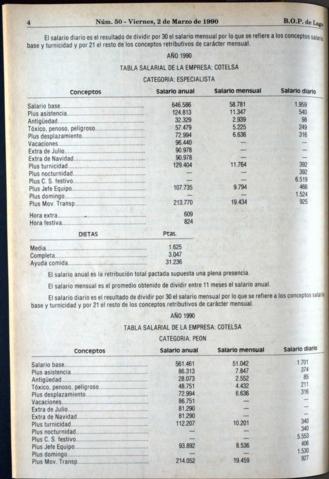 4 Núm. 50 - Viernes, 2 de Marzo de 1990 B.O.P. de Lugo
El salario diario es el resultado de dividir por 30 el salario mensual por lo que se refiere a los conceptos salario
base y turnicidad y por 21 el resto de los conceptos retributivos de carácter mensual.
AÑO 1990
TABLA SALARIAL DE LA EMPRESA: COTELSA
CATEGORIA: ESPECIALISTA
Conceptos Salario anual Salario mensual Salario diario
Salario base 646.586 58.781 1.959
Plus asistencia 124.813 11.347 540
Antigüedad 32.329 2.939 98
Tóxico, penoso, peligroso 57.479 5.225 249
Plus desplazamiento 72.994 6.636 316
Vacaciones 96.440 —
Extra de Julio 90.978 —
Extra de Navidad 90.978 —
Plus turnicidad 129.404 11.764 392
Plus nocturnidad — — 392
Plus C. S. festivo — — 6.519
Plus Jefe Equipo 107.735 9.794 466
Plus domingo — — 1.524
Plus Mov. Transp. 213.770 19.434 925
Hora extra 609
Hora festiva 824
DIETAS Ptas.
Media 1.625
Completa 3.047
Ayuda comida 31.236
El salario anual es la retribución total pactada supuesta una plena presencia.
El salario mensual es el promedio obtenido de dividir entre 11 meses el salario anual.
El salario diario es el resultado de dividir por 30 el salario mensual por lo que se refiere a los conceptos salario
base y turnicidad y por 21 el resto de los conceptos retributivos de carácter mensual.
AÑO 1990
TABLA SALARIAL DE LA EMPRESA: COTELSA
CATEGORIA: PEON
Conceptos Salario anual Salario mensual Salario diario
Salario base 561.461 51.042 1.701
Plus asistencia 86.313 7.847 374
Antigüedad 28.073 2.552 85
Tóxico, penoso, peligroso 48.751 4.432 211
Plus desplazamiento 72.994 6.636 316
Vacaciones 86.751 —
Extra de Julio 81.290 —
Extra de Navidad 81.290 —
Plus turnicidad 112.207 10.201 340
Plus nocturnidad — — 340
Plus C. S. festivo — — 5.553
Plus Jefe Equipo 93.892 8.536 406
Plus domingo — — 1.530
Plus Mov. Transp. 214.052 19.459 927